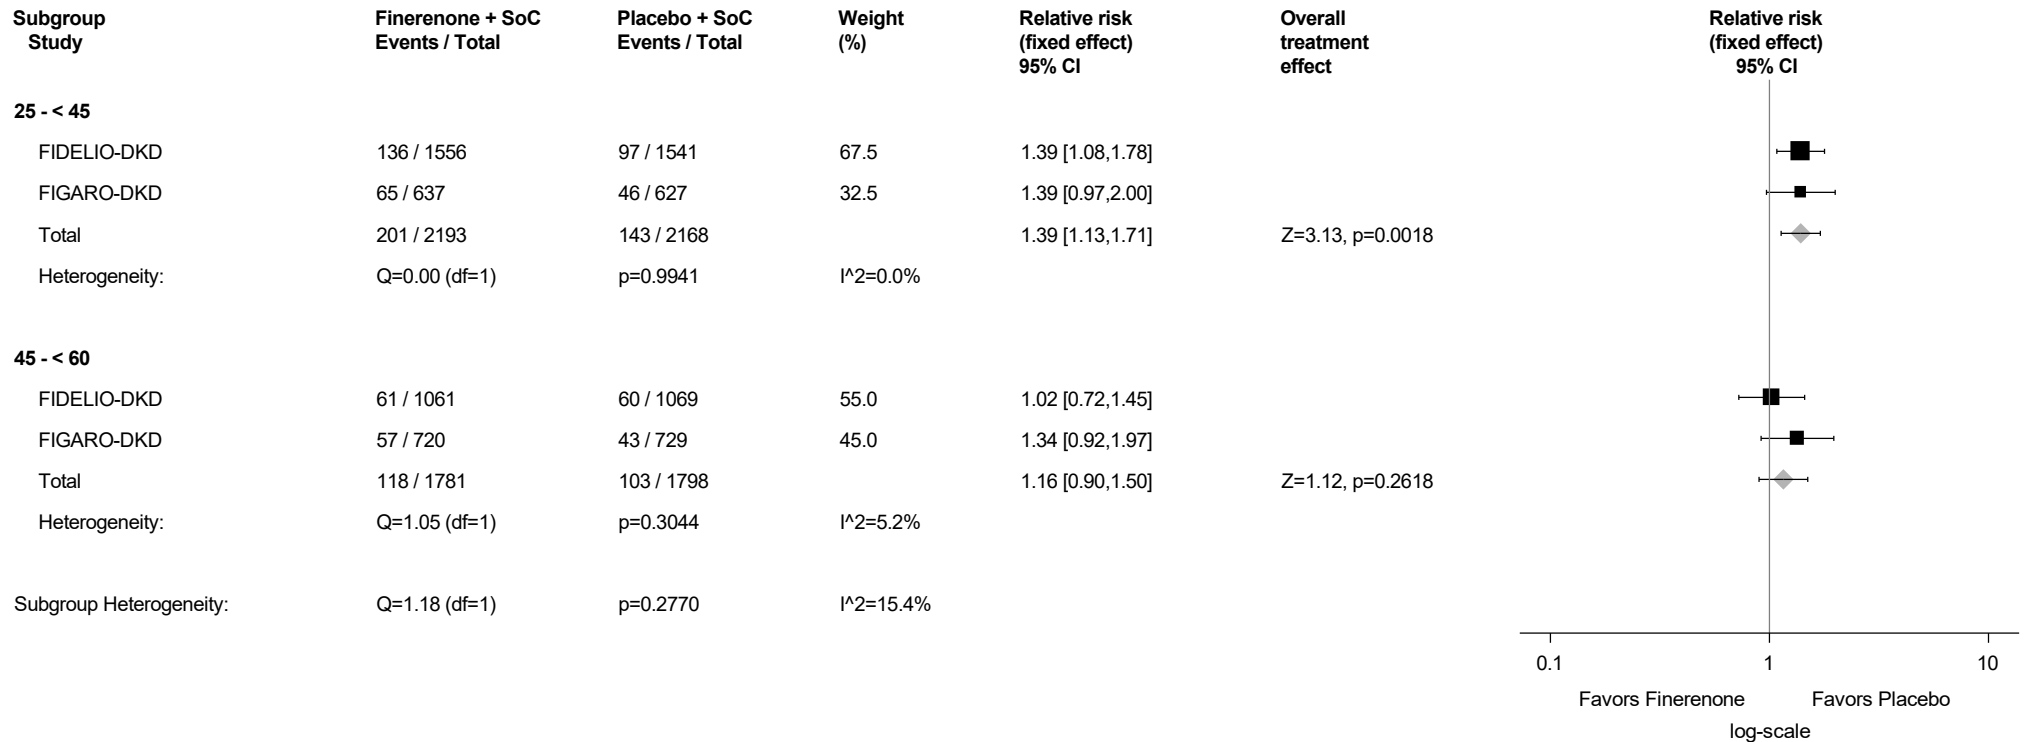 Subgroup Finerenone + SoC Placebo + SoC Weight Relative risk Overall Relative risk
Study Events / Total Events / Total (%) (fixed effect) treatment (fixed effect)
95% CI effect 95% CI
25 - < 45
FIDELIO-DKD 136 / 1556 97 / 1541 67.5 1.39 [1.08,1.78]
FIGARO-DKD 65 / 637 46 / 627 32.5 1.39 [0.97,2.00]
Total 201 / 2193 143 / 2168 1.39 [1.13,1.71] Z=3.13, p=0.0018
Heterogeneity: Q=0.00 (df=1) p=0.9941 I^2=0.0%
45 - < 60
FIDELIO-DKD 61 / 1061 60 / 1069 55.0 1.02 [0.72,1.45]
FIGARO-DKD 57 / 720 43 / 729 45.0 1.34 [0.92,1.97]
Total 118 / 1781 103 / 1798 1.16 [0.90,1.50] Z=1.12, p=0.2618
Heterogeneity: Q=1.05 (df=1) p=0.3044 I^2=5.2%
Subgroup Heterogeneity: Q=1.18 (df=1) p=0.2770 I^2=15.4%
0.1 1 10
Favors Finerenone Favors Placebo
log-scale